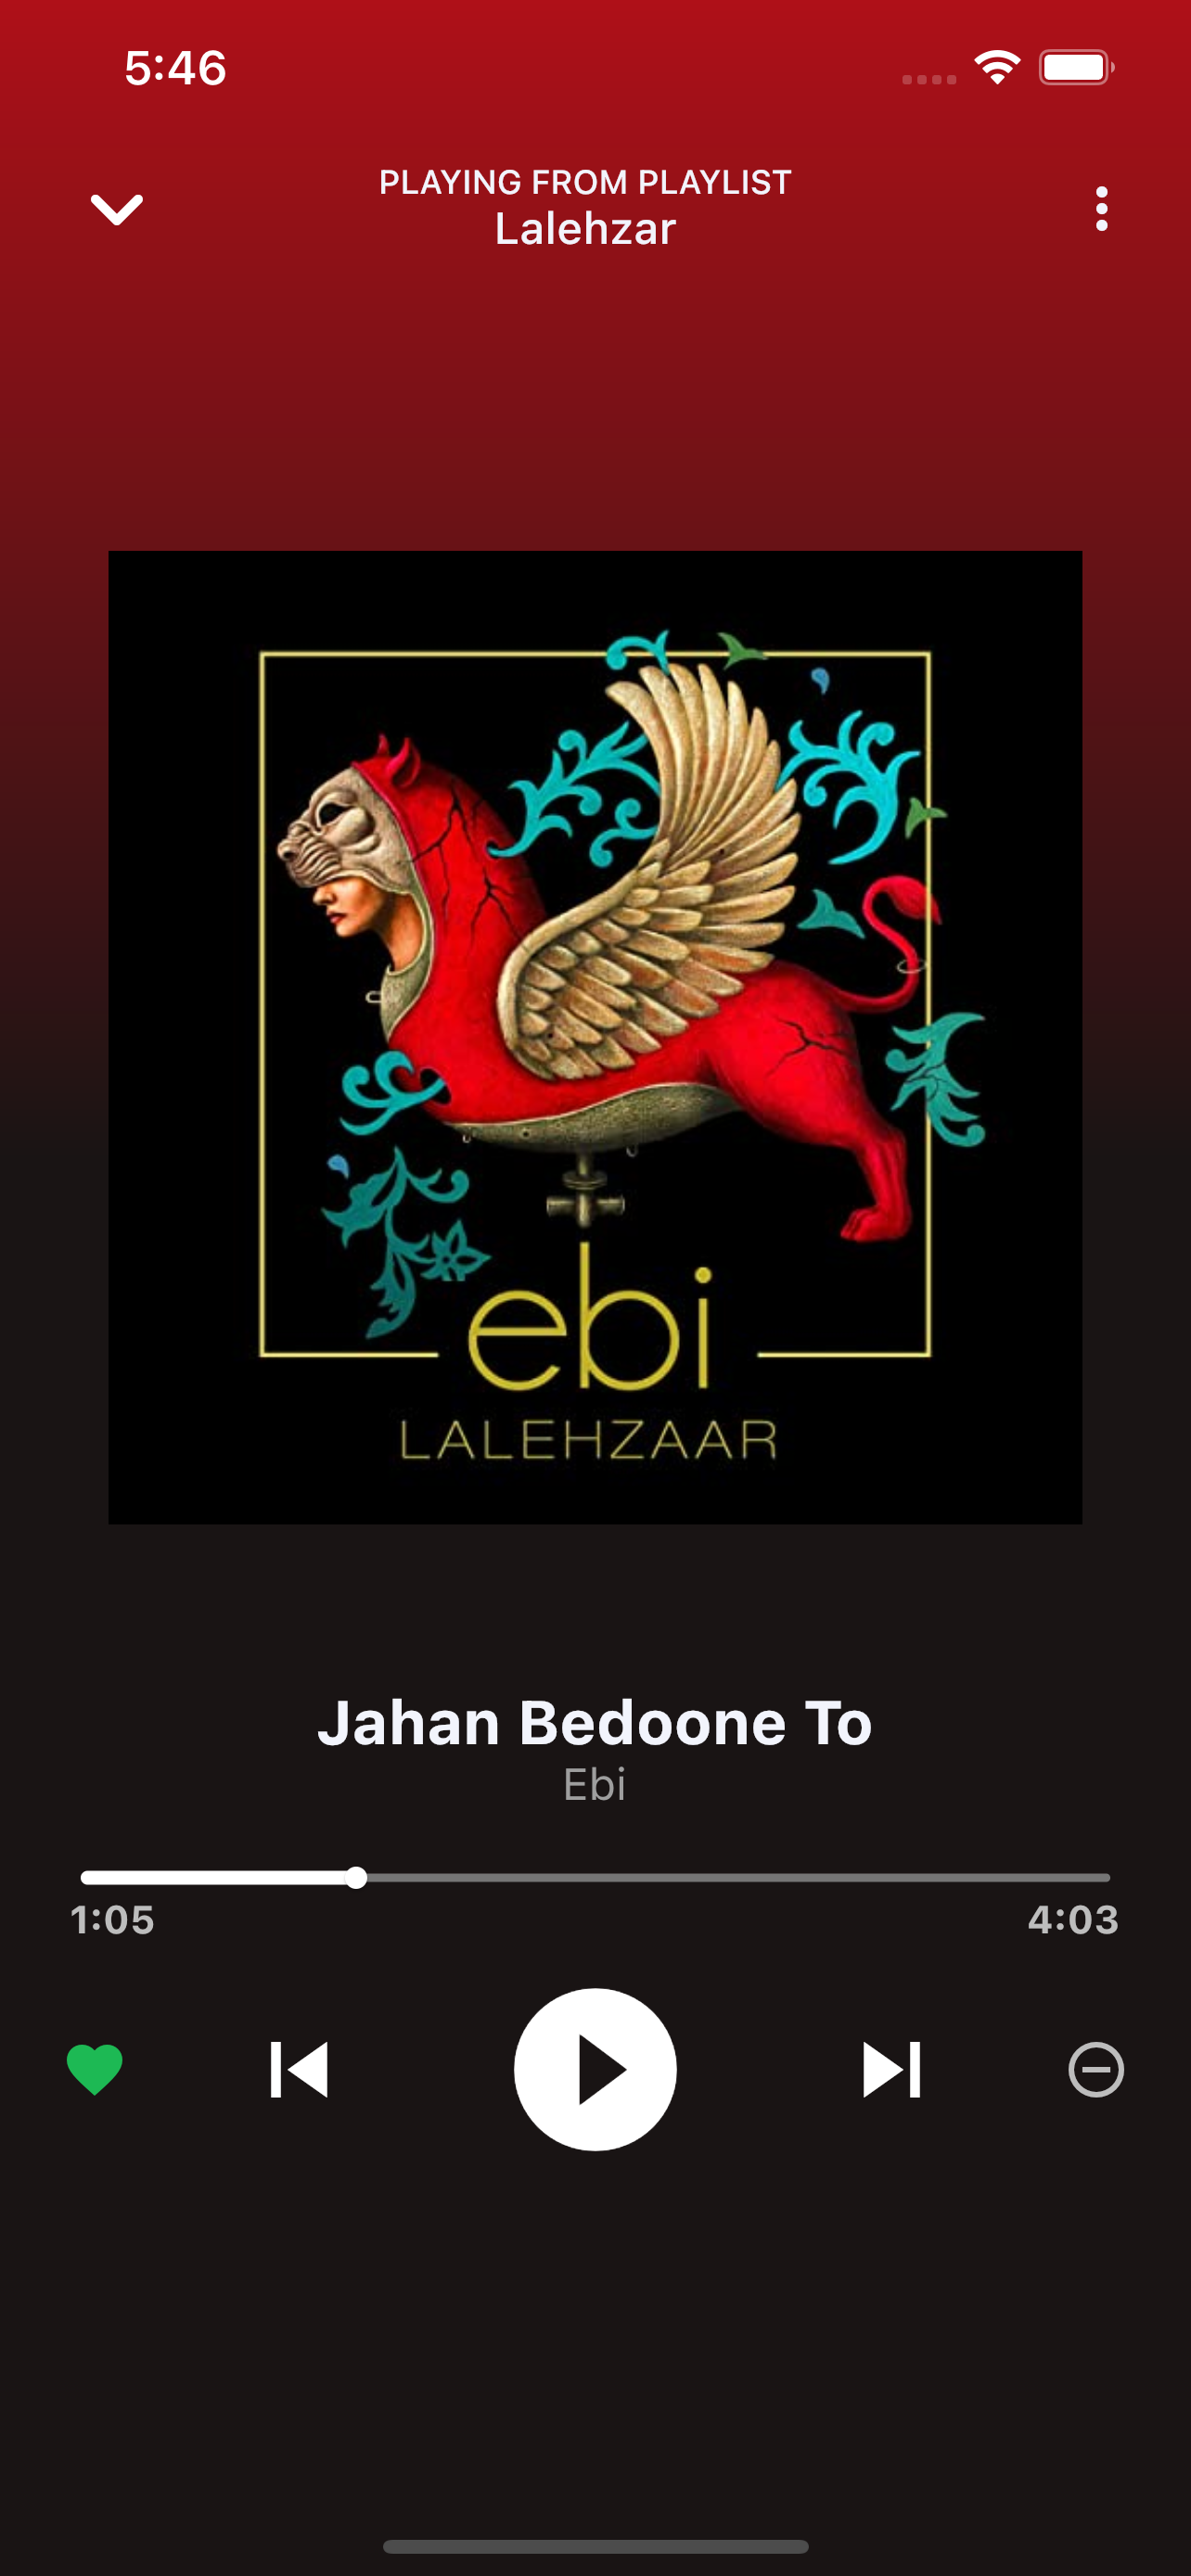 5:46
PLAYING FROM PLAYLIST
Lalehzar
ebi
LALEHZAAR
Jahan Bedoone To
Ebi
1:05
4:03